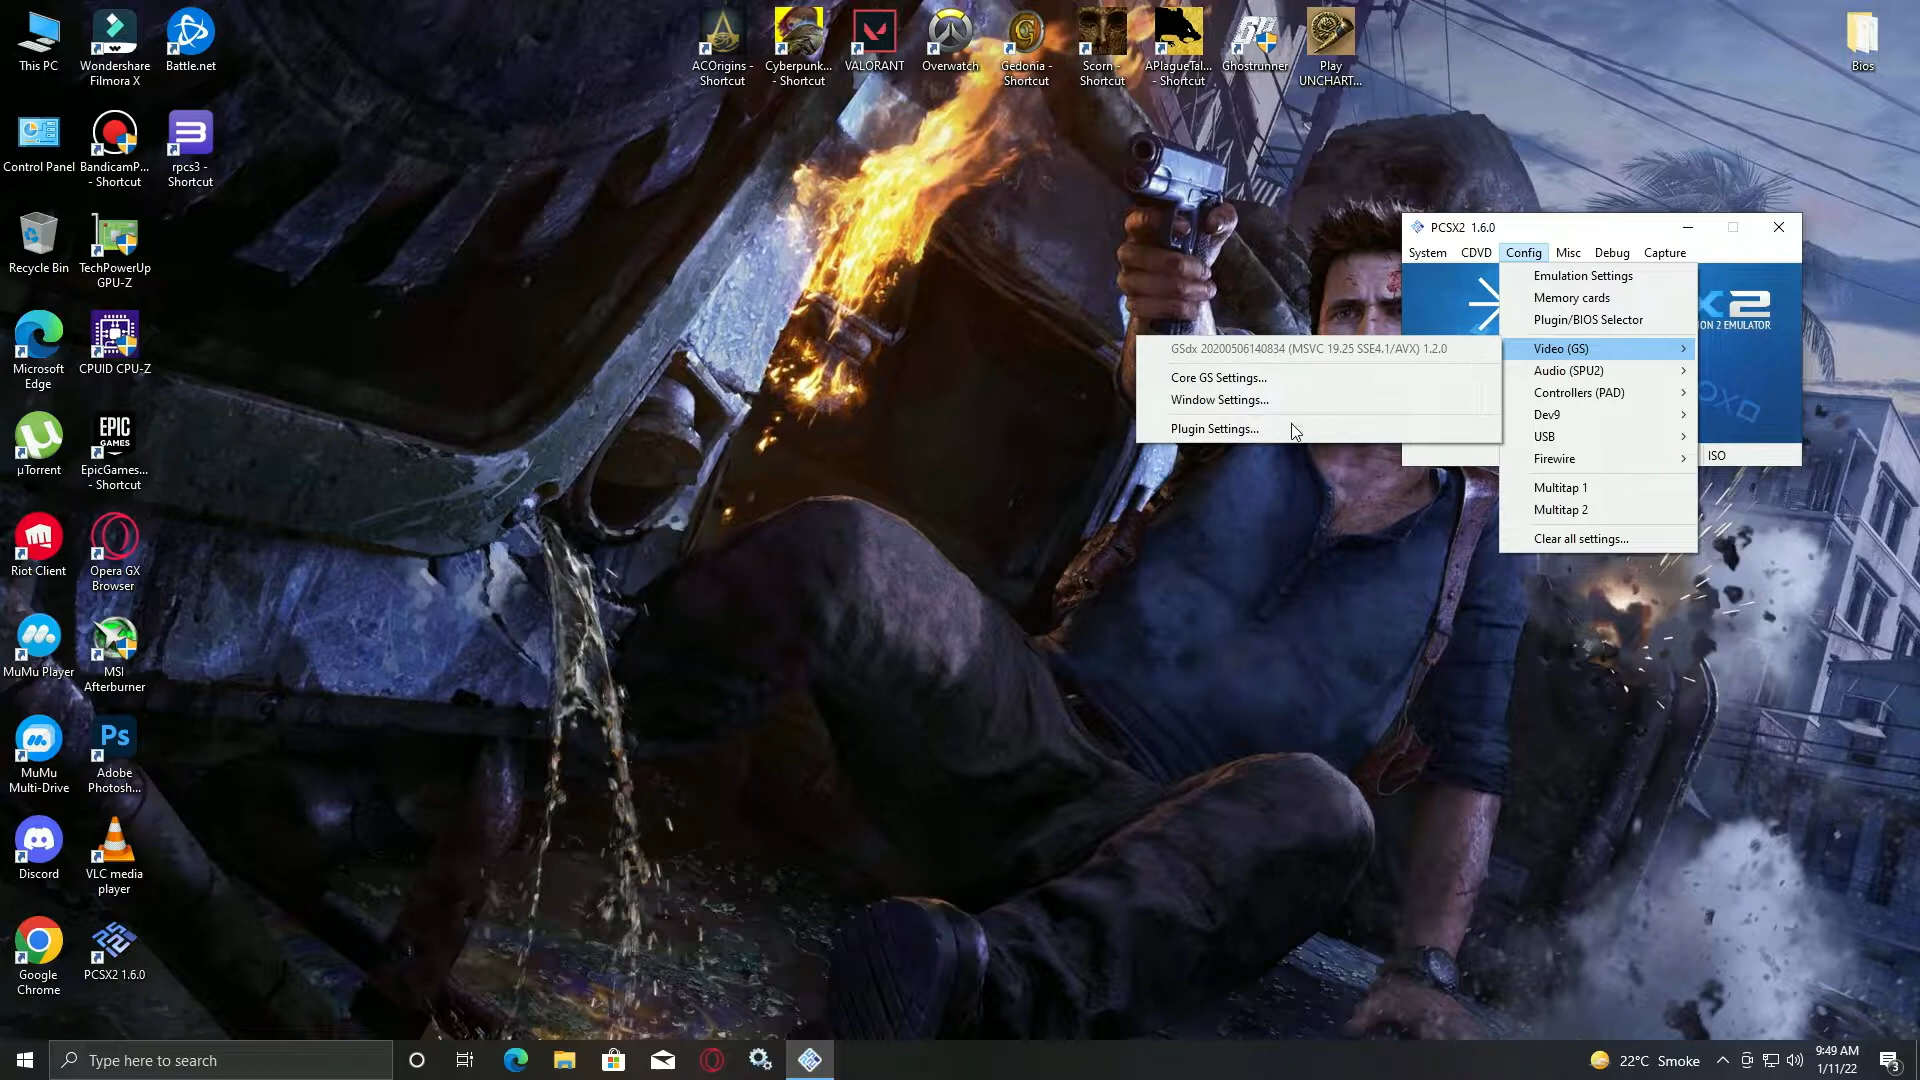 This PC
Wondershare
Filmora X
Battle.net
ACOrigins -
Shortcut
Cyberpunk...
- Shortcut
VALORANT
Overwatch
Gedonia -
Shortcut
Scorn -
Shortcut
APlagueTal...
- Shortcut
Ghostrunner
Play
UNCHART...
Bios
Control Panel
BandicamP...
- Shortcut
rpcs3 -
Shortcut
Recycle Bin
TechPowerUp
GPU-Z
Microsoft
Edge
CPUID CPU-Z
µTorrent
EPIC
GAMES
EpicGames...
- Shortcut
Riot Client
Opera GX
Browser
MuMu Player
MSI
Afterburner
MuMu
Multi-Drive
Ps
Adobe
Photosh...
Discord
VLC media
player
Google
Chrome
PCSX2 1.6.0
PCSX2 1.6.0
System CDVD Config Misc Debug Capture
Emulation Settings
Memory cards
Plugin/BIOS Selector
Video (GS)
Audio (SPU2)
Controllers (PAD)
Dev9
USB
Firewire
Multitap 1
Multitap 2
Clear all settings...
X2
ION 2 EMULATOR
ISO
GSdx 20200506140834 (MSVC 19.25 SSE4.1/AVX) 1.2.0
Core GS Settings...
Window Settings...
Plugin Settings...
Type here to search
22°C Smoke
9:49 AM
1/11/22
3